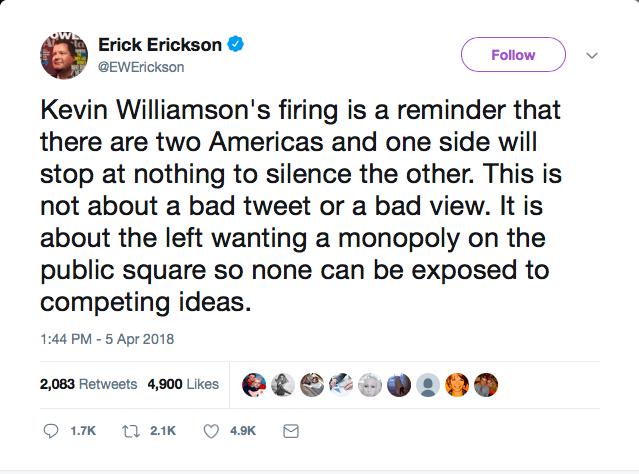 Erick Erickson
@EWErickson
Follow
Kevin Williamson's firing is a reminder that
there are two Americas and one side will
stop at nothing to silence the other. This is
not about a bad tweet or a bad view. It is
about the left wanting a monopoly on the
public square so none can be exposed to
competing ideas.
1:44 PM - 5 Apr 2018
2,083 Retweets 4,900 Likes
1.7K 2.1K 4.9K